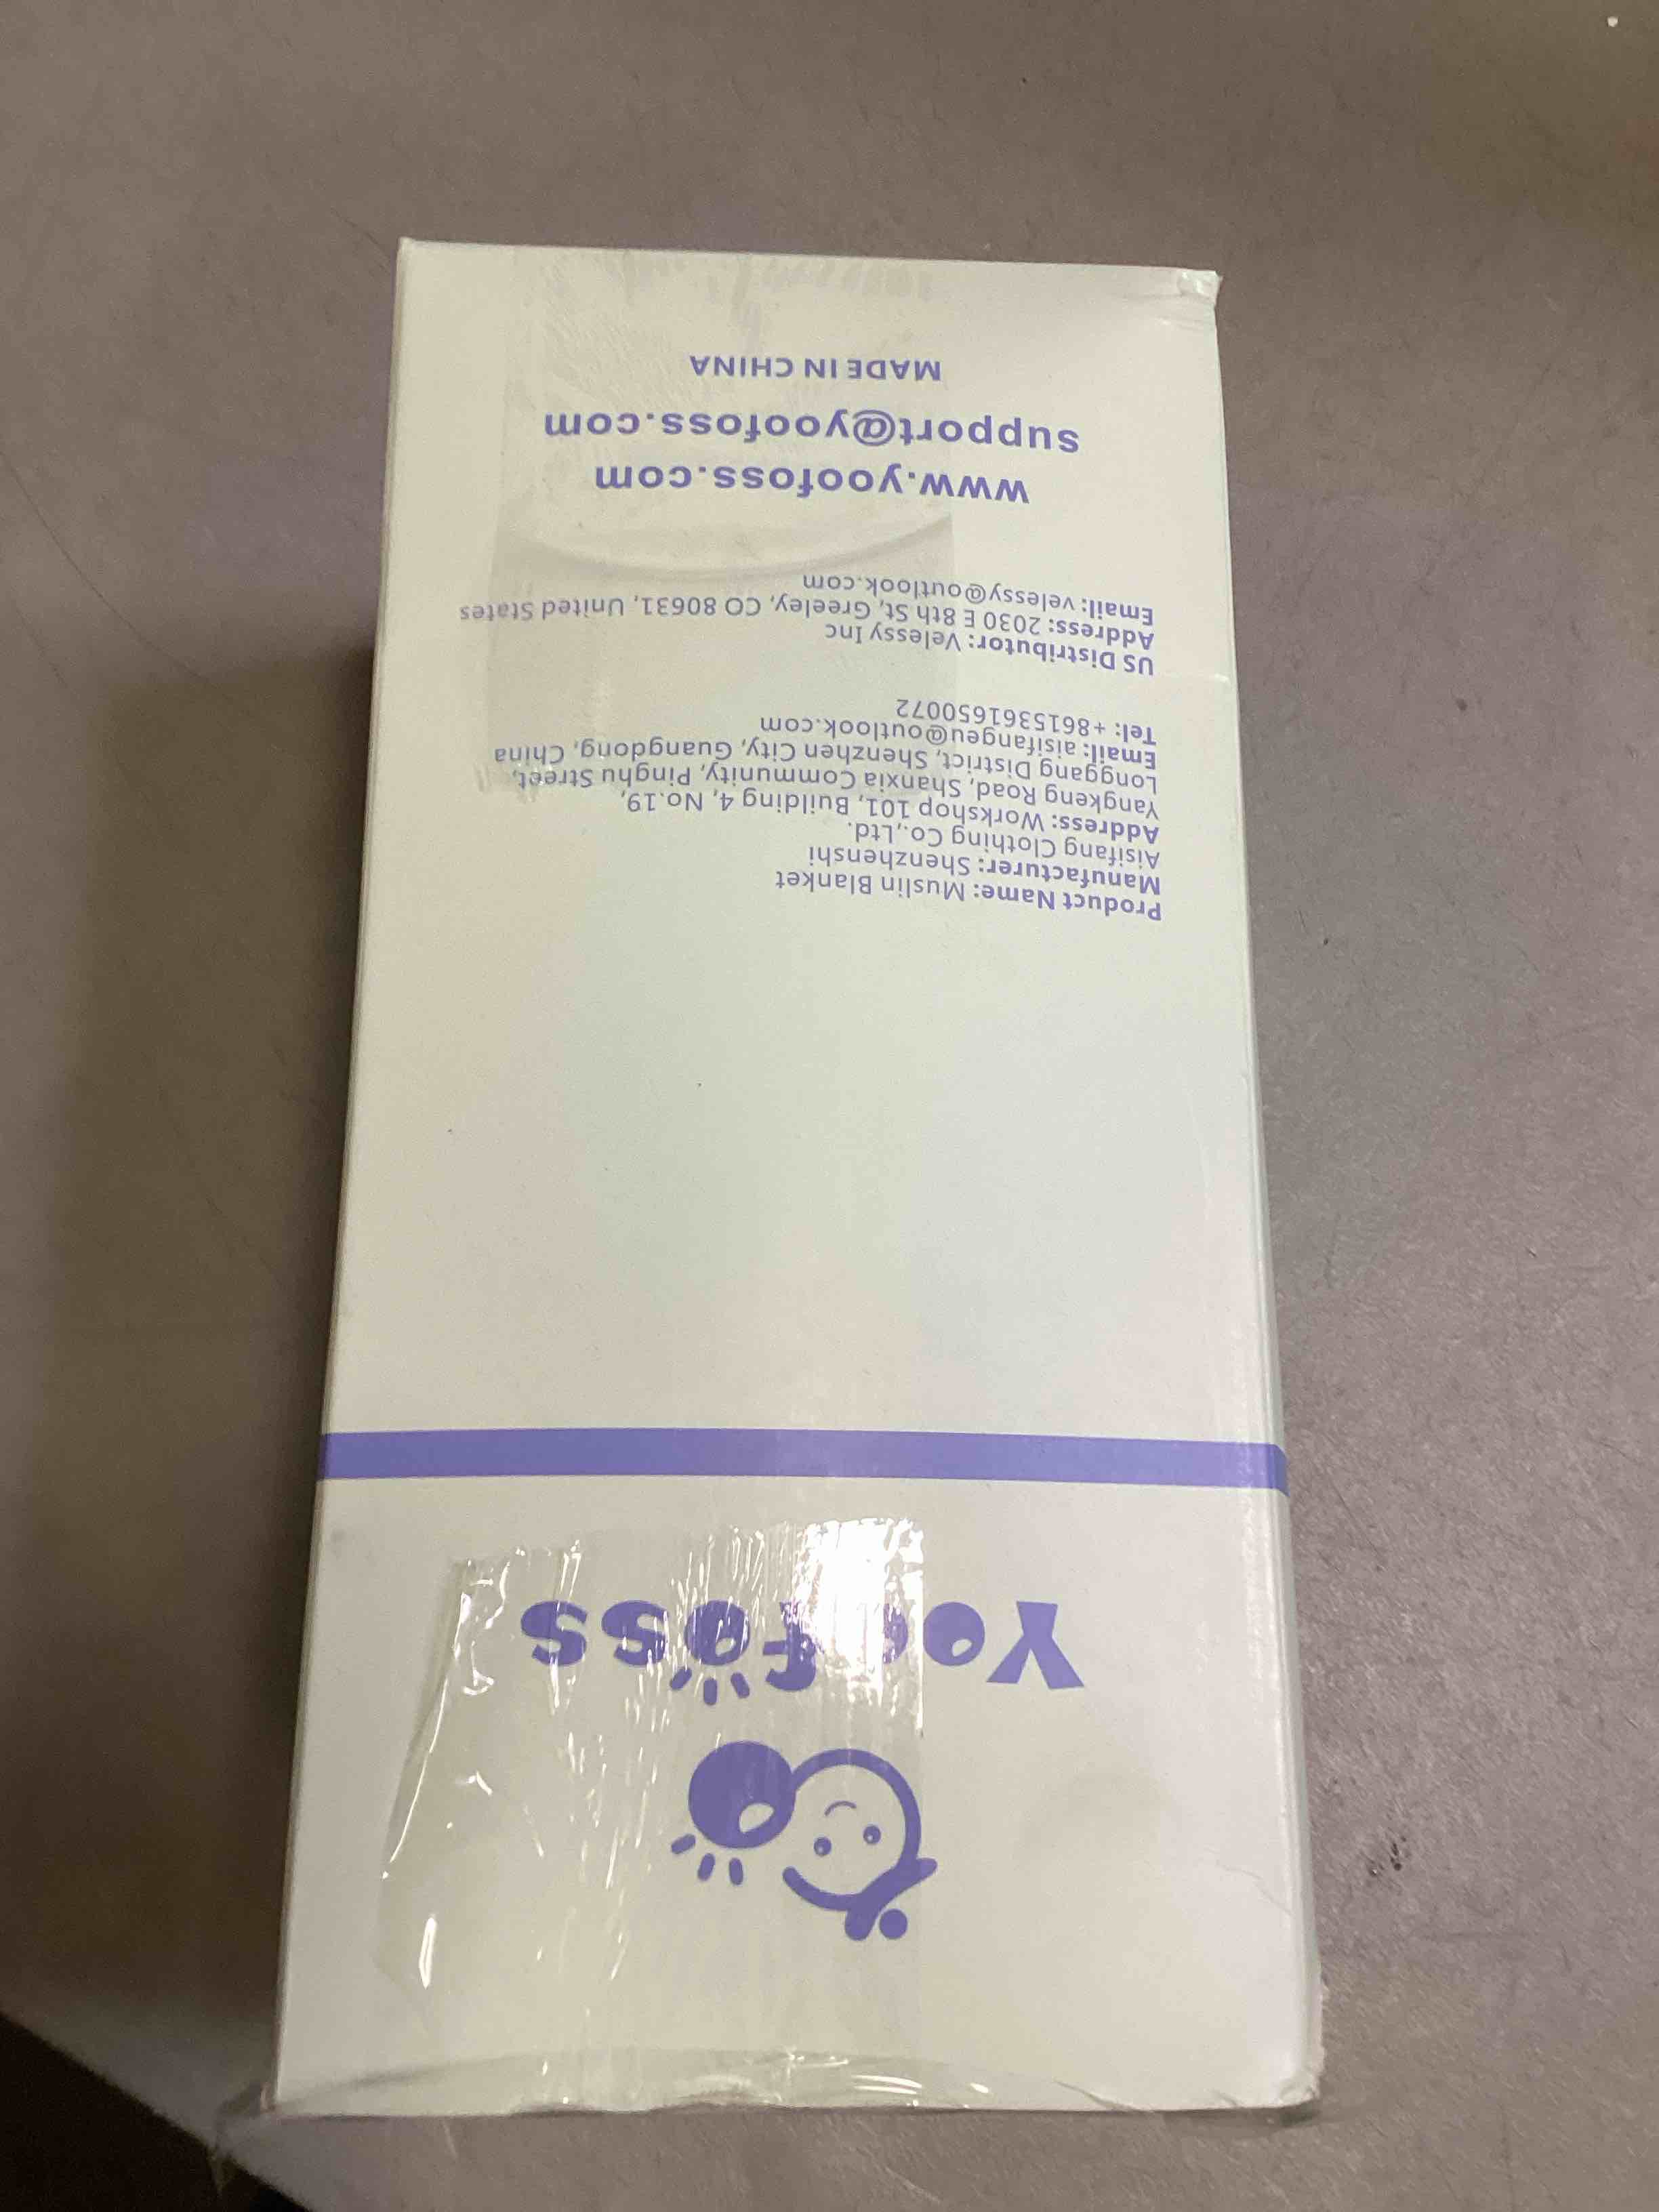 YooFoss
Product Name: Muslin Blanket
Manufacturer: Shenzhenshi
Aisifang Clothing Co.,Ltd.
Address: Workshop 101, Building 4, No.19,
Yangkeng Road, Shanxia Community, Pinghu Street,
Longgang District, Shenzhen City, Guangdong, China
Email: aisifangeu@outlook.com
Tel: +8615361650072
US Distributor: Velessy Inc
Address: 2030 E 8th St, Greeley, CO 80631, United States
Email: velessy@outlook.com
www.yoofoss.com
support@yoofoss.com
MADE IN CHINA